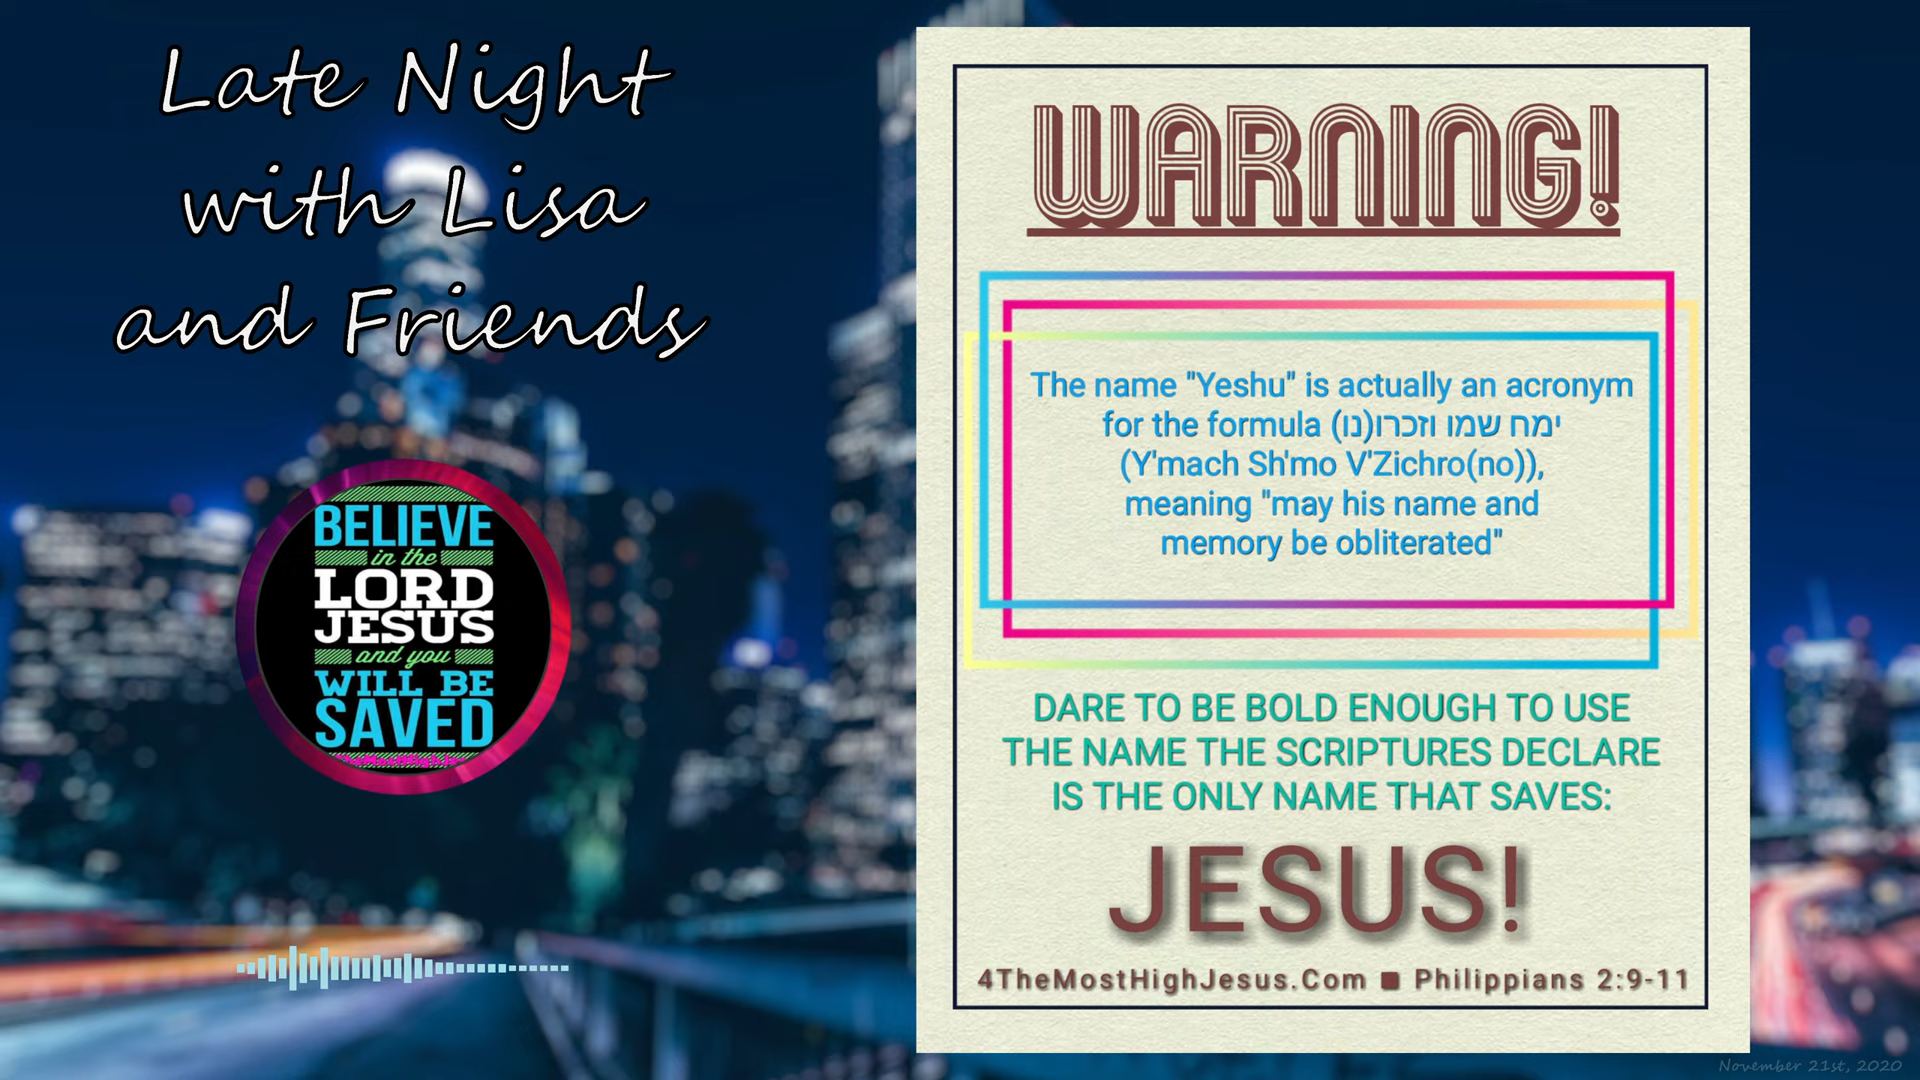 Late Night
with Lisa
and Friends
BELIEVE
in the
LORD
JESUS
and you
WILL BE
SAVED
WARNING!
The name "Yeshu" is actually an acronym
for the formula ימח שמו וזכרו(נו)
(Y'mach Sh'mo V'Zichro(no)),
meaning "may his name and
memory be obliterated"
DARE TO BE BOLD ENOUGH TO USE
THE NAME THE SCRIPTURES DECLARE
IS THE ONLY NAME THAT SAVES:
JESUS!
4TheMostHighJesus.Com ■ Philippians 2:9-11
November 21st, 2020